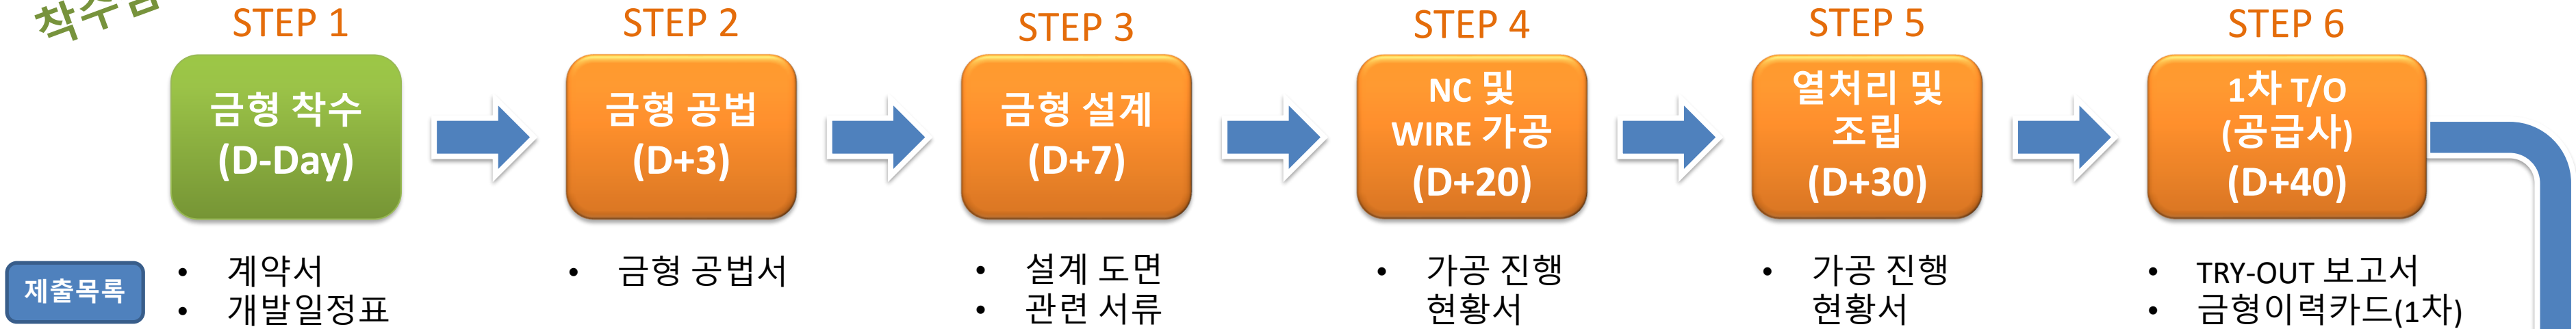 STEP 1
STEP 2
STEP 3
STEP 4
STEP 5
STEP 6
금형 착수
(D-Day)
금형 공법
(D+3)
금형 설계
(D+7)
NC 및
WIRE 가공
(D+20)
열처리 및
조립
(D+30)
1차 T/O
(공급사)
(D+40)
제출목록
• 계약서
• 개발일정표
• 금형 공법서
• 설계 도면
• 관련 서류
• 가공 진행
현황서
• 가공 진행
현황서
• TRY-OUT 보고서
• 금형이력카드(1차)